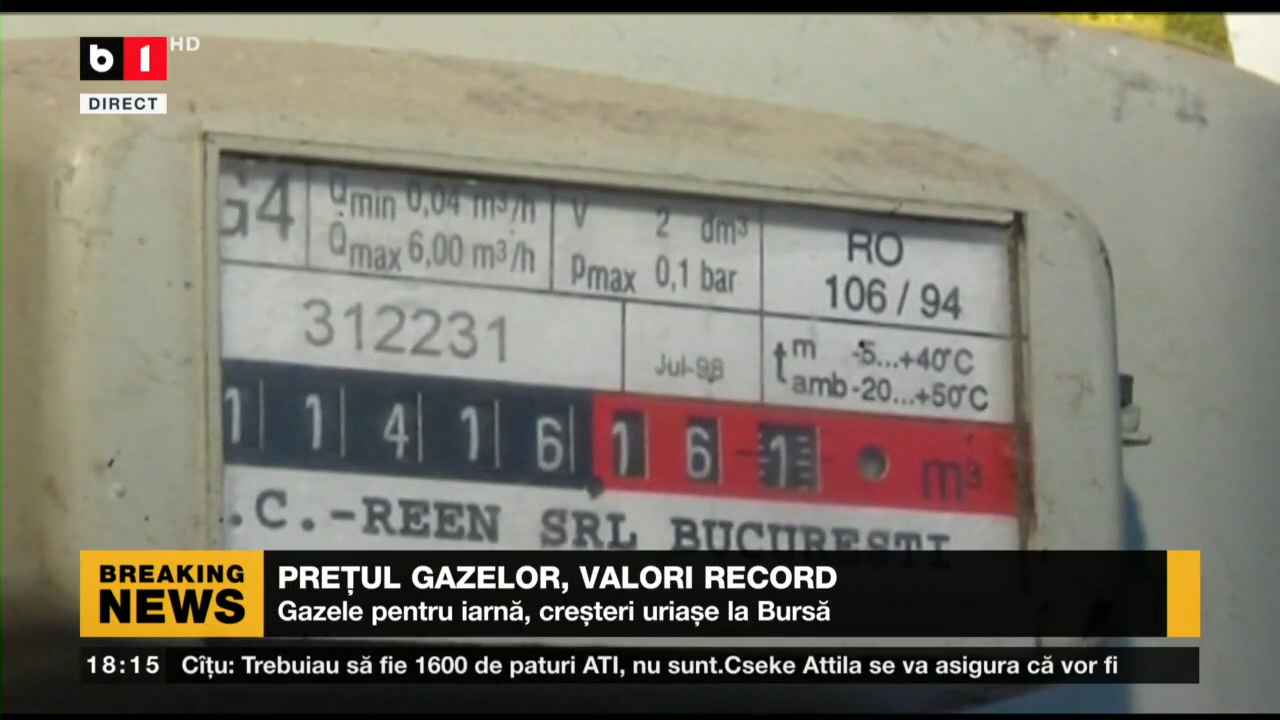 b1 HD
DIRECT
G4
Qmin 0,04 m³/h
Qmax 6,00 m³/h
V 2 dm³
Pmax 0,1 bar
RO
106 / 94
312231
Jul-98
tm -5...+40°C
amb -20...+50°C
1 1 4 1 6 1 6 1 m³
.C.-REEN SRL BUCURESTI
BREAKING
NEWS
PREȚUL GAZELOR, VALORI RECORD
Gazele pentru iarnă, creșteri uriașe la Bursă
18:15 Cîțu: Trebuiau să fie 1600 de paturi ATI, nu sunt.Cseke Attila se va asigura că vor fi